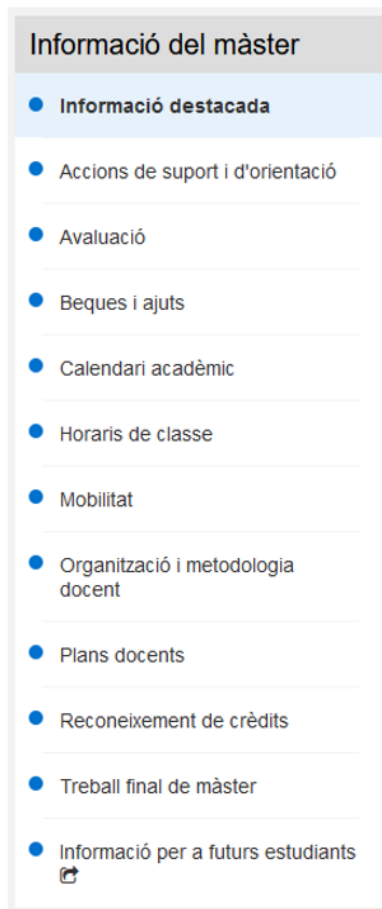 Informació del màster
Informació destacada
Accions de suport i d'orientació
Avaluació
Beques i ajuts
Calendari acadèmic
Horaris de classe
Mobilitat
Organització i metodologia
docent
Plans docents
Reconeixement de crèdits
Treball final de màster
Informació per a futurs estudiants